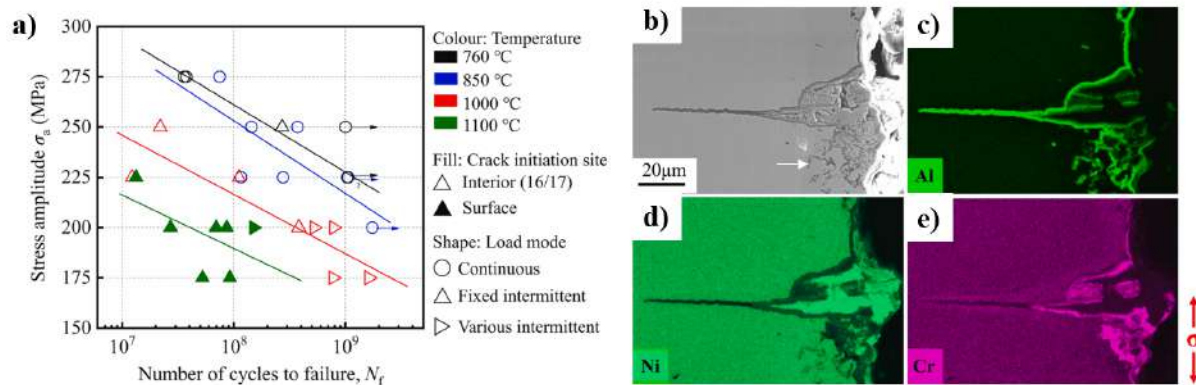 a)
300
275
250
225
200
175
150
10⁷
10⁸
10⁹
Stress amplitude σₐ (MPa)
Number of cycles to failure, N_f
Colour: Temperature
760 ℃
850 ℃
1000 ℃
1100 ℃
Fill: Crack initiation site
Interior (16/17)
Surface
Shape: Load mode
Continuous
Fixed intermittent
Various intermittent
b)
20μm
c)
Al
d)
Ni
e)
Cr
σ